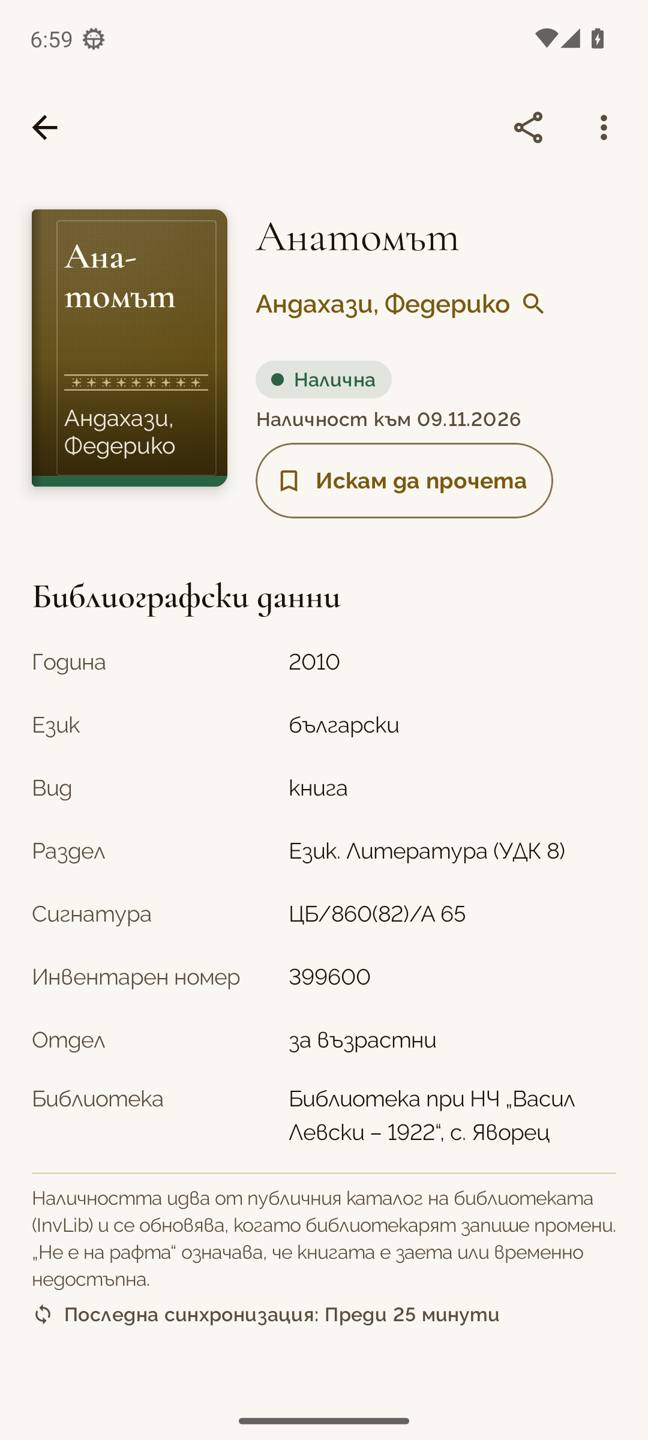 6:59
Ана-
томът
Андахази,
Федерико
Анатомът
Андахази, Федерико
Налична
Наличност към 09.11.2026
Искам да прочета
Библиографски данни
Година 2010
Език български
Вид книга
Раздел Език. Литература (УДК 8)
Сигнатура ЦБ/860(82)/А 65
Инвентарен номер 399600
Отдел за възрастни
Библиотека Библиотека при НЧ „Васил
Левски – 1922“, с. Яворец
Наличността идва от публичния каталог на библиотеката
(InvLib) и се обновява, когато библиотекарят запише промени.
„Не е на рафта“ означава, че книгата е заета или временно
недостъпна.
Последна синхронизация: Преди 25 минути